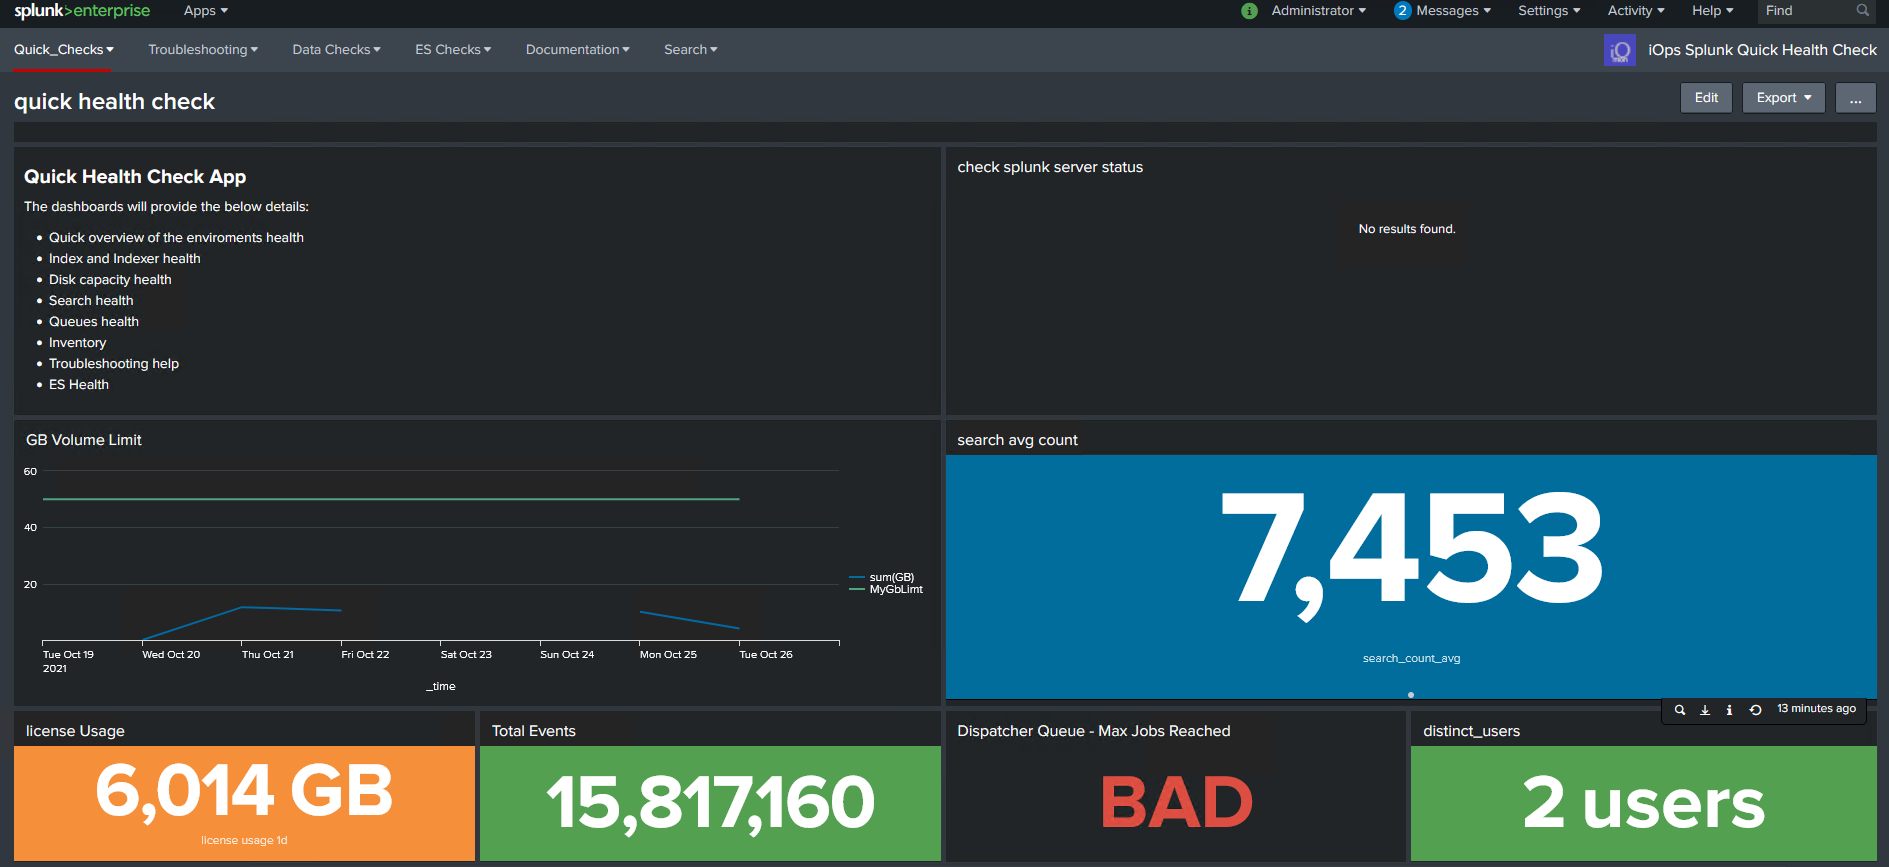 splunk>enterprise Apps Administrator 2 Messages Settings Activity Help Find
Quick_Checks Troubleshooting Data Checks ES Checks Documentation Search iOps Splunk Quick Health Check
quick health check Edit Export ...
Quick Health Check App
The dashboards will provide the below details:
• Quick overview of the enviroments health
• Index and Indexer health
• Disk capacity health
• Search health
• Queues health
• Inventory
• Troubleshooting help
• ES Health
check splunk server status
No results found.
GB Volume Limit
60
40
20
sum(GB)
MyGbLimt
Tue Oct 19 Wed Oct 20 Thu Oct 21 Fri Oct 22 Sat Oct 23 Sun Oct 24 Mon Oct 25 Tue Oct 26
2021
_time
search avg count
7,453
search_count_avg
13 minutes ago
license Usage
6,014 GB
license usage 1d
Total Events
15,817,160
Dispatcher Queue - Max Jobs Reached
BAD
distinct_users
2 users